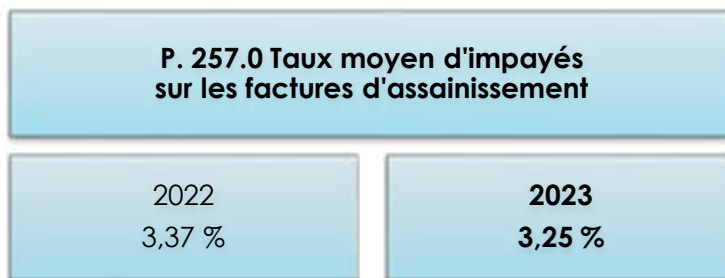 P. 257.0 Taux moyen d'impayés
sur les factures d'assainissement
2022
3,37 %
2023
3,25 %